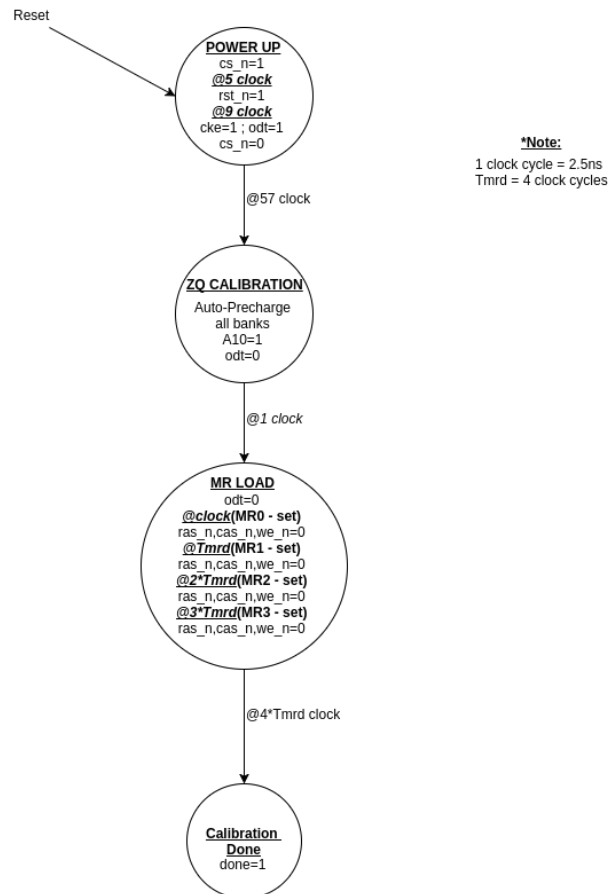 Reset
POWER UP
cs_n=1
@5 clock
rst_n=1
@9 clock
cke=1 ; odt=1
cs_n=0
*Note:
1 clock cycle = 2.5ns
Tmrd = 4 clock cycles
@57 clock
ZQ CALIBRATION
Auto-Precharge
all banks
A10=1
odt=0
@1 clock
MR LOAD
odt=0
@clock(MR0 - set)
ras_n,cas_n,we_n=0
@Tmrd(MR1 - set)
ras_n,cas_n,we_n=0
@2*Tmrd(MR2 - set)
ras_n,cas_n,we_n=0
@3*Tmrd(MR3 - set)
ras_n,cas_n,we_n=0
@4*Tmrd clock
Calibration
Done
done=1